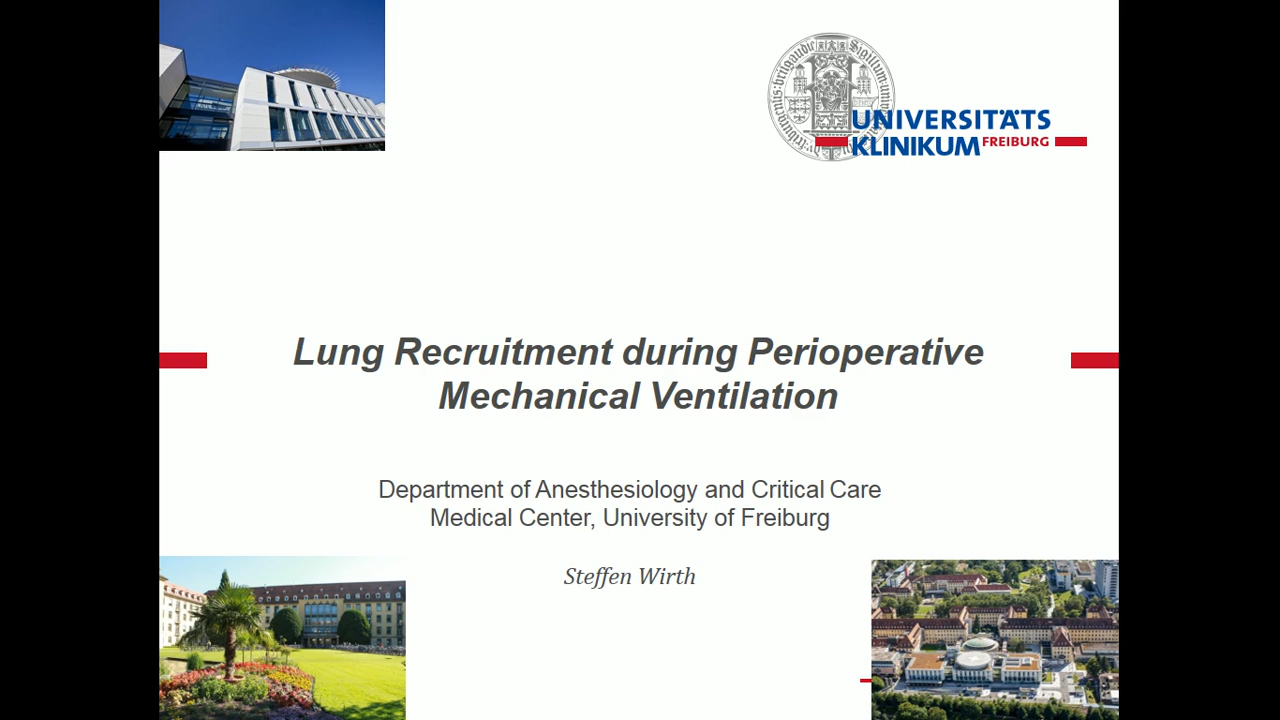 UNIVERSITÄTS
KLINIKUM FREIBURG
Lung Recruitment during Perioperative
Mechanical Ventilation
Department of Anesthesiology and Critical Care
Medical Center, University of Freiburg
Steffen Wirth